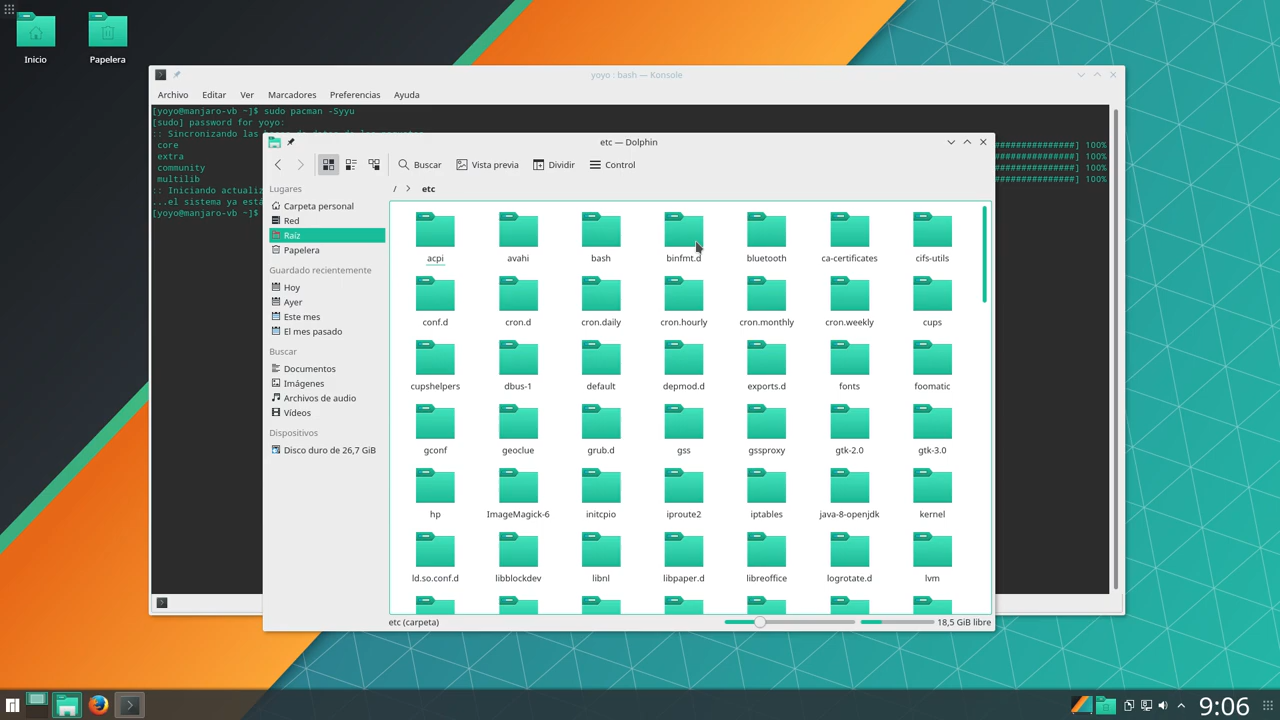 Inicio
Papelera
yoyo : bash — Konsole
Archivo Editar Ver Marcadores Preferencias Ayuda
[yoyo@manjaro-vb ~]$ sudo pacman -Syyu
[sudo] password for yoyo:
:: Sincronizando las
core
###############] 100%
extra
###############] 100%
community
###############] 100%
multilib
###############] 100%
:: Iniciando
...el sistema ya
[yoyo@manjaro-vb ~]$
etc — Dolphin
Buscar Vista previa Dividir Control
/ > etc
Lugares
Carpeta personal
Red
Raíz
Papelera
Guardado recientemente
Hoy
Ayer
Este mes
El mes pasado
Buscar
Documentos
Imágenes
Archivos de audio
Vídeos
Dispositivos
Disco duro de 26,7 GiB
acpi avahi bash binfmt.d bluetooth ca-certificates cifs-utils
conf.d cron.d cron.daily cron.hourly cron.monthly cron.weekly cups
cupshelpers dbus-1 default depmod.d exports.d fonts foomatic
gconf geoclue grub.d gss gssproxy gtk-2.0 gtk-3.0
hp ImageMagick-6 initcpio iproute2 iptables java-8-openjdk kernel
ld.so.conf.d libblockdev libnl libpaper.d libreoffice logrotate.d lvm
etc (carpeta)
18,5 GiB libre
9:06